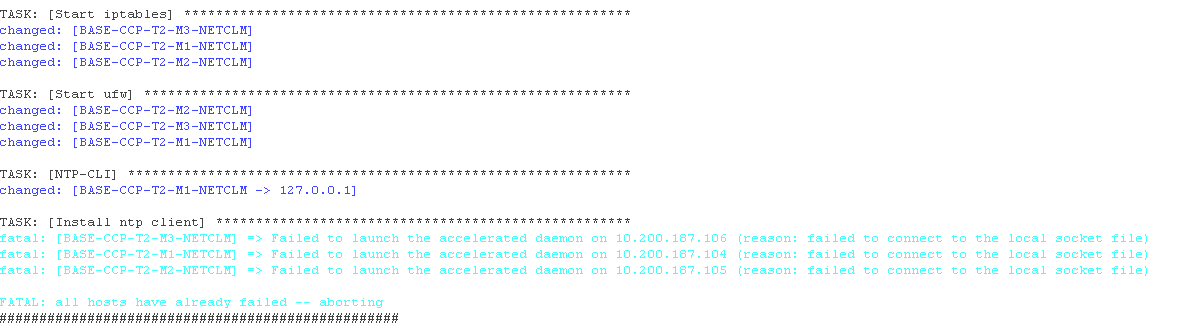 TASK: [Start iptables] ********************************************************
changed: [BASE-CCP-T2-M3-NETCLM]
changed: [BASE-CCP-T2-M1-NETCLM]
changed: [BASE-CCP-T2-M2-NETCLM]
TASK: [Start ufw] *************************************************************
changed: [BASE-CCP-T2-M2-NETCLM]
changed: [BASE-CCP-T2-M3-NETCLM]
changed: [BASE-CCP-T2-M1-NETCLM]
TASK: [NTP-CLI] ***************************************************************
changed: [BASE-CCP-T2-M1-NETCLM -> 127.0.0.1]
TASK: [Install ntp client] ****************************************************
fatal: [BASE-CCP-T2-M3-NETCLM] => Failed to launch the accelerated daemon on 10.200.187.106 (reason: failed to connect to the local socket file)
fatal: [BASE-CCP-T2-M1-NETCLM] => Failed to launch the accelerated daemon on 10.200.187.104 (reason: failed to connect to the local socket file)
fatal: [BASE-CCP-T2-M2-NETCLM] => Failed to launch the accelerated daemon on 10.200.187.105 (reason: failed to connect to the local socket file)
FATAL: all hosts have already failed -- aborting
##################################################